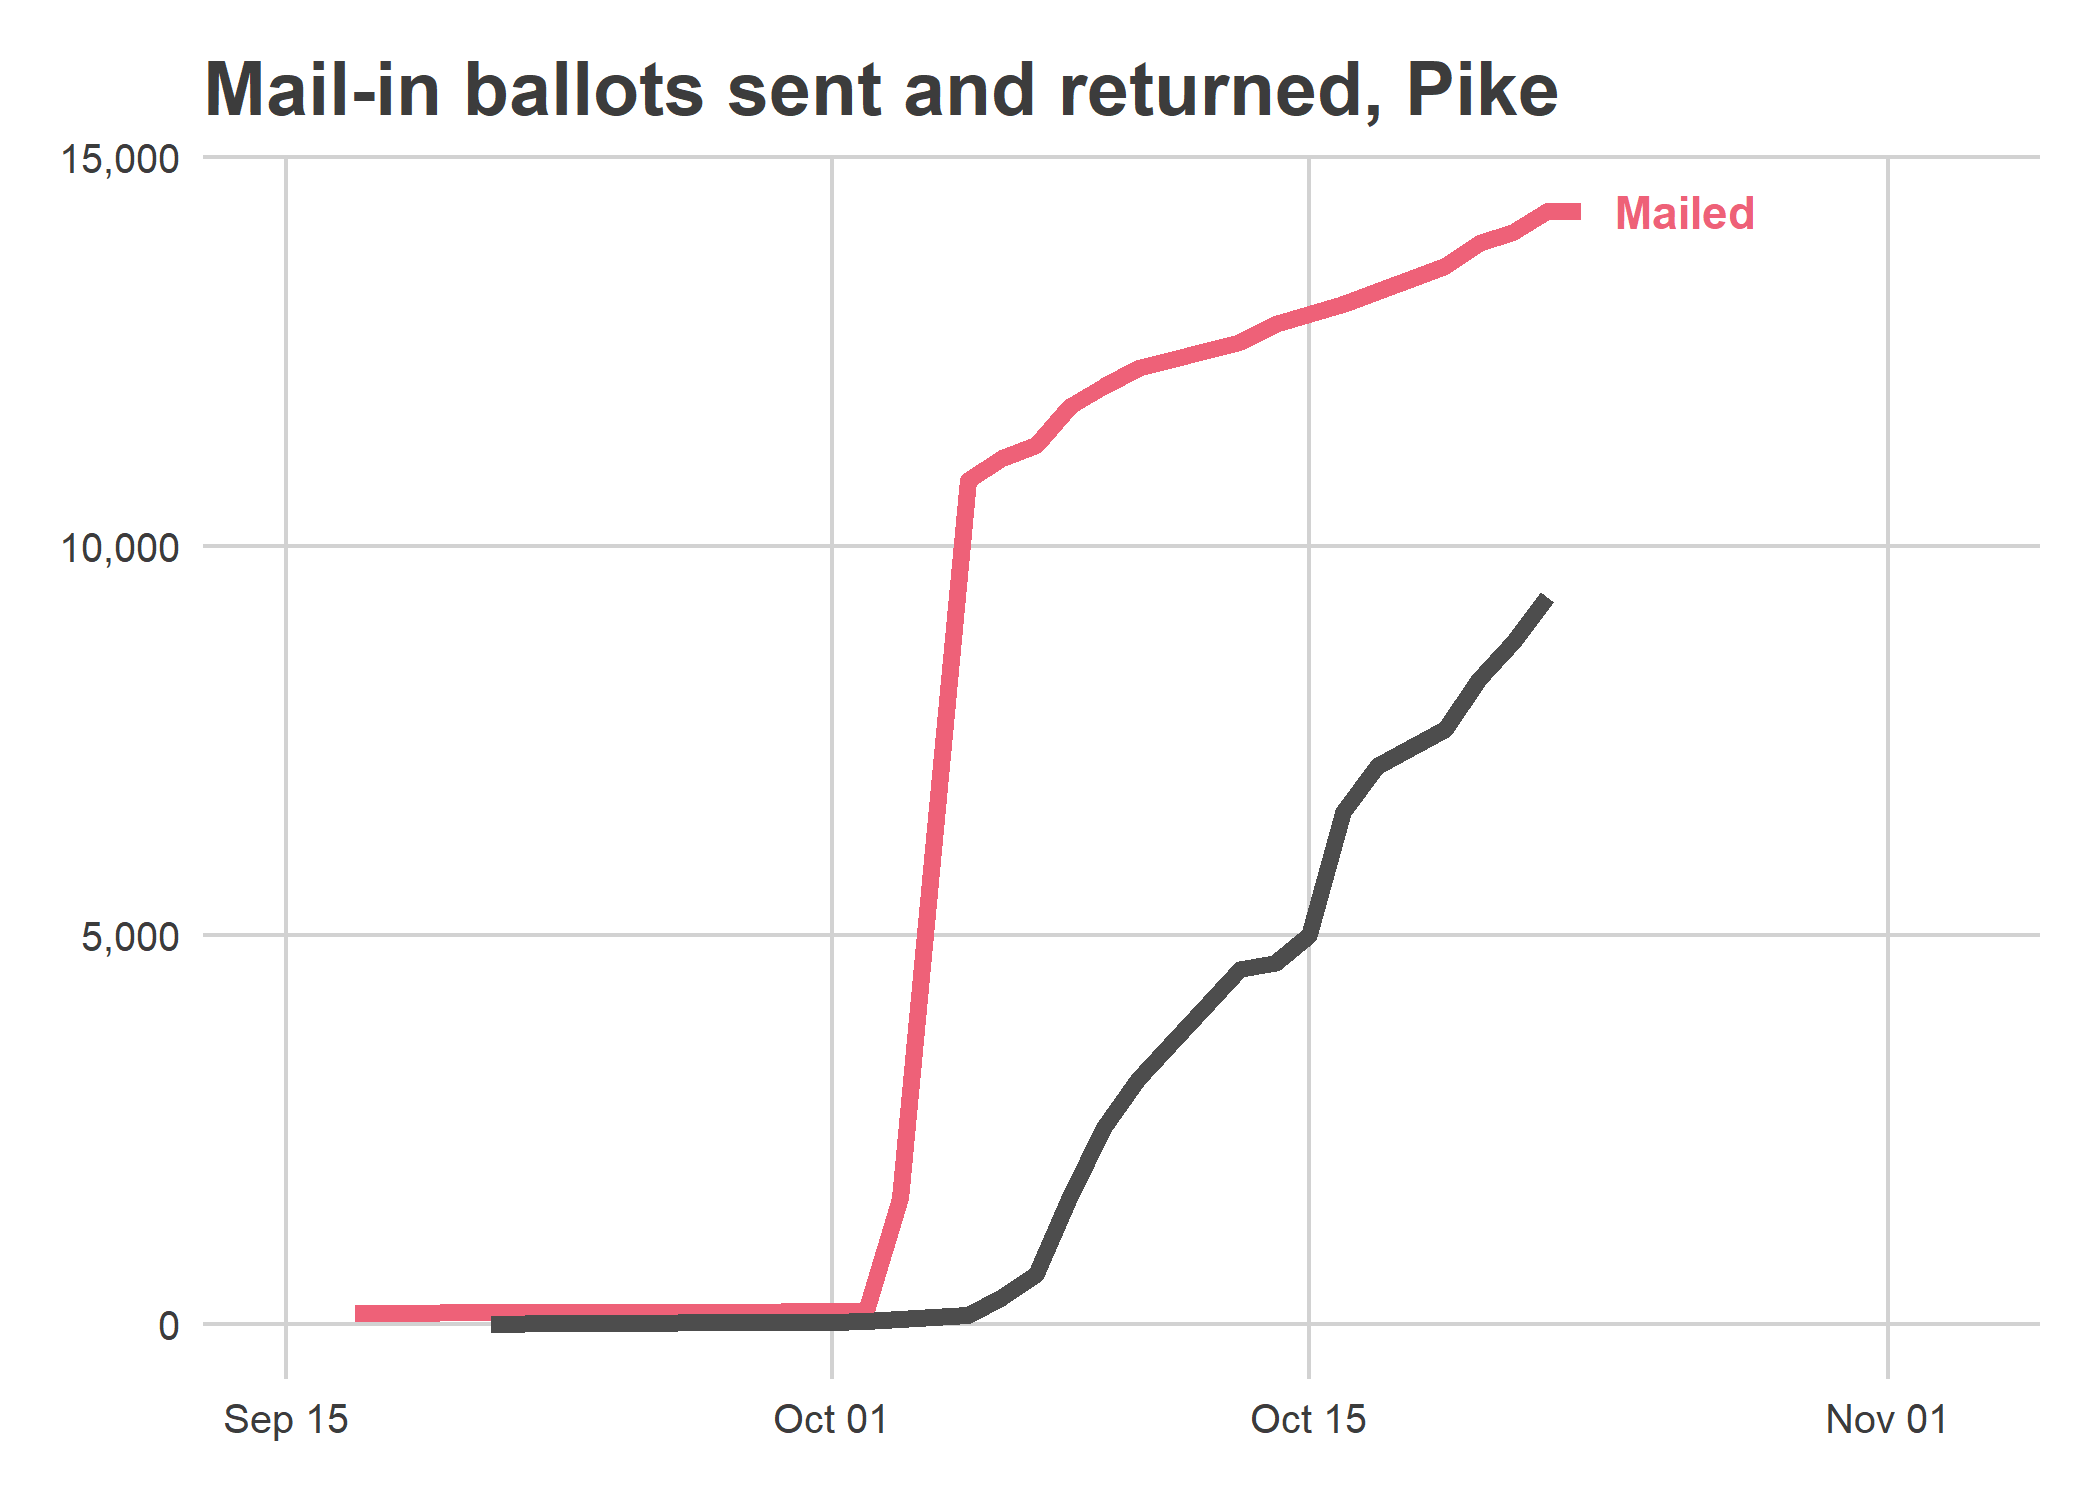 Mail-in ballots sent and returned, Pike
15,000
Mailed
10,000
5,000
0
Sep 15
Oct 01
Oct 15
Nov 01